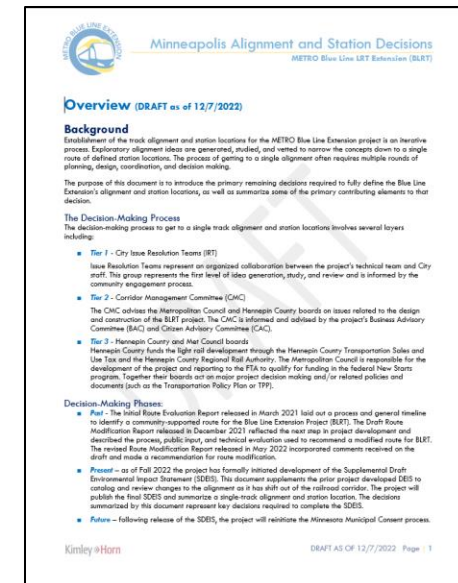 METRO BLUE LINE EXTENSION
Minneapolis Alignment and Station Decisions
METRO Blue Line LRT Extension (BLRT)
Overview (DRAFT as of 12/7/2022)
Background
Establishment of the track alignment and station locations for the METRO Blue Line Extension project is an iterative
process. Exploratory alignment ideas are generated, studied, and vetted to narrow the concepts down to a single
route of defined station locations. The process of getting to a single alignment often requires multiple rounds of
planning, design, coordination, and decision making.
The purpose of this document is to introduce the primary remaining decisions required to fully define the Blue Line
Extension's alignment and station locations, as well as summarize some of the primary contributing elements to that
decision.
The Decision-Making Process
The decision-making process to get to a single track alignment and station locations involves several layers
including:
■ Tier 1 - City Issue Resolution Teams (IRT)
Issue Resolution Teams represent an organized collaboration between the project's technical team and City
staff. This group represents the first level of idea generation, study, and review and is informed by the
community engagement process.
■ Tier 2 - Corridor Management Committee (CMC)
The CMC advises the Metropolitan Council and Hennepin County boards on issues related to the design
and construction of the BLRT project. The CMC is informed and advised by the project's Business Advisory
Committee (BAC) and Citizen Advisory Committee (CAC).
■ Tier 3 - Hennepin County and Met Council boards
Hennepin County funds the light rail development through the Hennepin County Transportation Sales and
Use Tax and the Hennepin County Regional Rail Authority. The Metropolitan Council is responsible for the
development of the project and reporting to the FTA to qualify for funding in the federal New Starts
program. Together their boards act on major project decision making and/or related policies and
documents (such as the Transportation Policy Plan or TPP).
Decision-Making Phases:
■ Past - The Initial Route Evaluation Report released in March 2021 laid out a process and general timeline
to identify a community-supported route for the Blue Line Extension Project (BLRT). The Draft Route
Modification Report released in December 2021 reflected the next step in project development and
described the process, public input, and technical evaluation used to recommend a modified route for BLRT.
The revised Route Modification Report released in May 2022 incorporated comments received on the
draft and made a recommendation for route modification.
■ Present – as of Fall 2022 the project has formally initiated development of the Supplemental Draft
Environmental Impact Statement (SDEIS). This document supplements the prior project developed DEIS to
catalog and review changes to the alignment as it has shift out of the railroad corridor. The project will
publish the final SDEIS and summarize a single-track alignment and station location. The decisions
summarized by this document represent key decisions required to complete the SDEIS.
■ Future – following release of the SDEIS, the project will reinitiate the Minnesota Municipal Consent process.
DRAFT
Kimley»Horn
DRAFT AS OF 12/7/2022 Page | 1